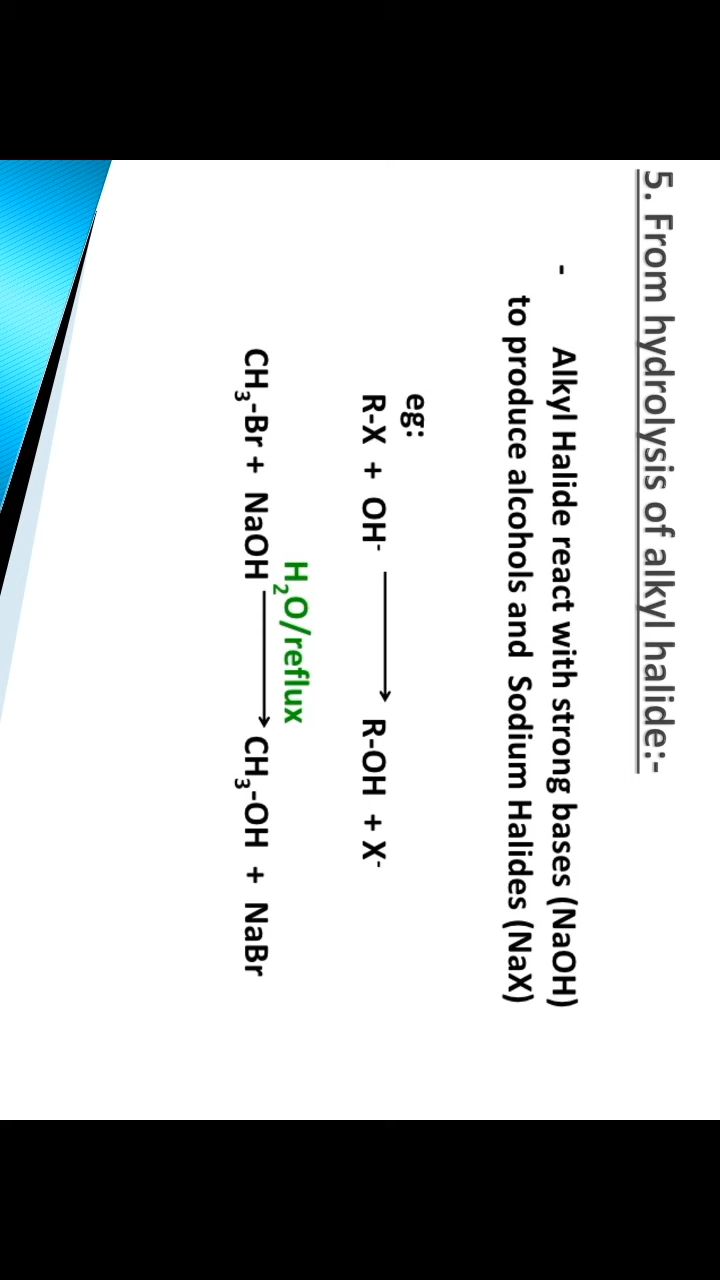 5. From hydrolysis of alkyl halide:-
- Alkyl Halide react with strong bases (NaOH)
to produce alcohols and Sodium Halides (NaX)
eg:
R-X + OH⁻ ⟶ R-OH + X⁻
H₂O/reflux
CH₃-Br + NaOH ⟶ CH₃-OH + NaBr